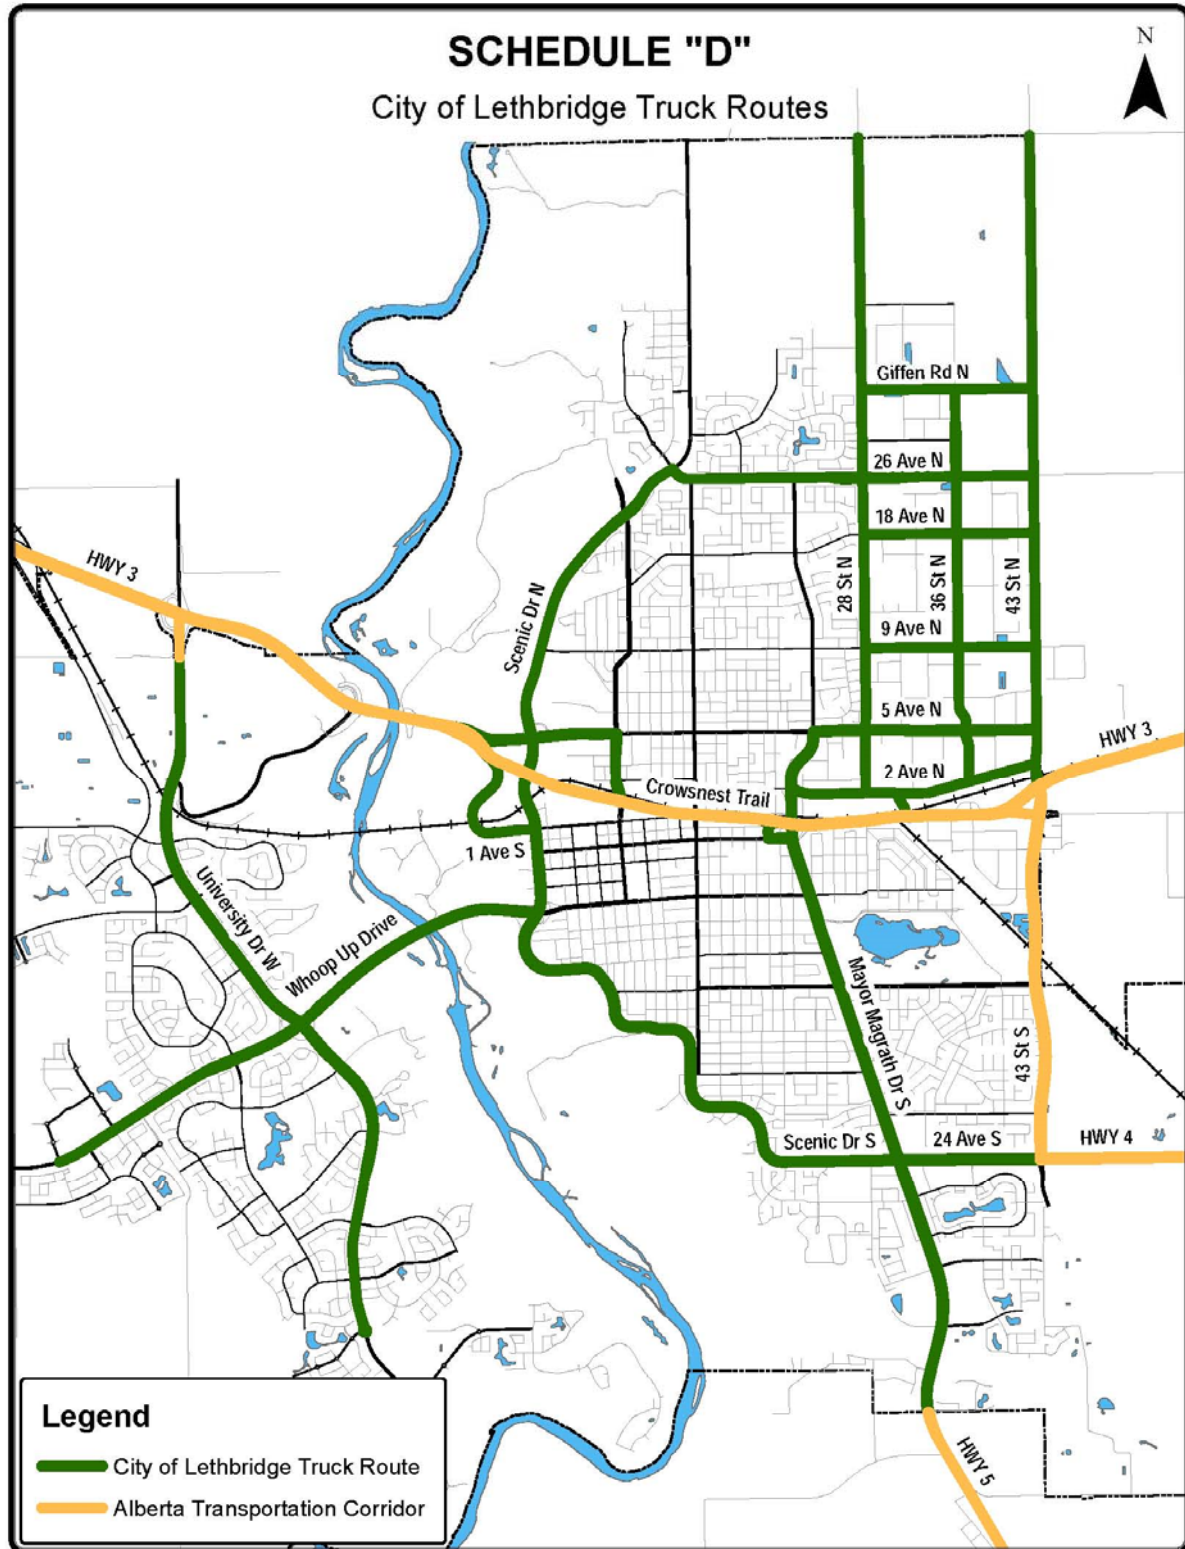 SCHEDULE "D"
City of Lethbridge Truck Routes
N
Giffen Rd N
26 Ave N
18 Ave N
28 St N
36 St N
43 St N
HWY 3
9 Ave N
Scenic Dr N
5 Ave N
HWY 3
2 Ave N
Crowsnest Trail
1 Ave S
University Dr W
Whoop Up Drive
Mayor Magrath Dr S
43 St S
Scenic Dr S
24 Ave S
HWY 4
HWY 5
Legend
City of Lethbridge Truck Route
Alberta Transportation Corridor